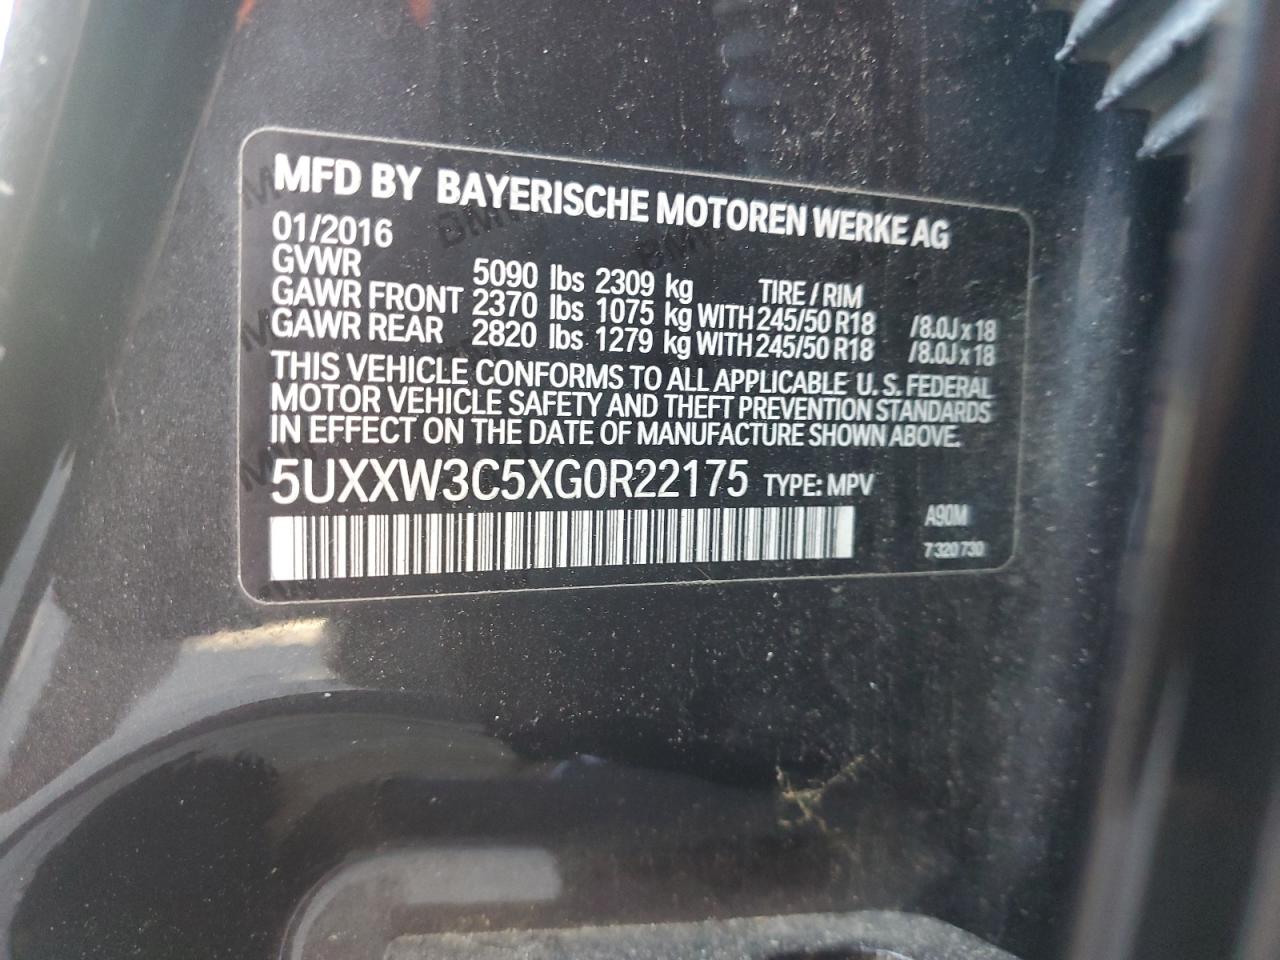 MFD BY BAYERISCHE MOTOREN WERKE AG
01/2016
GVWR 5090 lbs 2309 kg TIRE / RIM
GAWR FRONT 2370 lbs 1075 kg WITH 245/50 R18 /8.0J x 18
GAWR REAR 2820 lbs 1279 kg WITH 245/50 R18 /8.0J x 18
THIS VEHICLE CONFORMS TO ALL APPLICABLE U.S. FEDERAL
MOTOR VEHICLE SAFETY AND THEFT PREVENTION STANDARDS
IN EFFECT ON THE DATE OF MANUFACTURE SHOWN ABOVE.
5UXXW3C5XG0R22175 TYPE: MPV
A90M
7 320 730